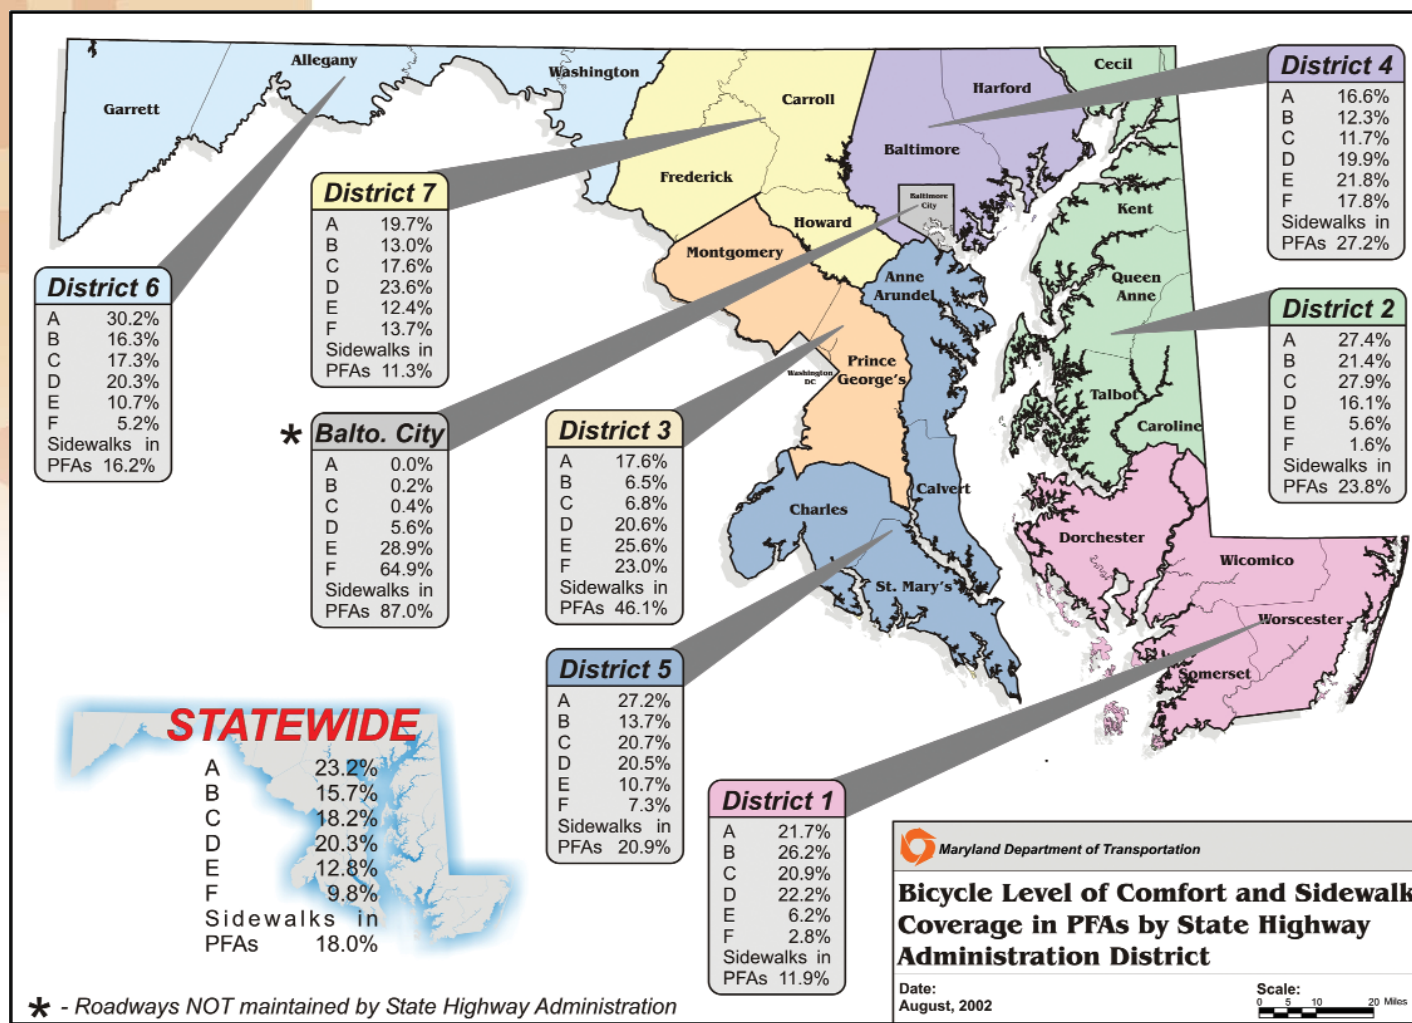 Garrett
Allegany
Washington
Frederick
Carroll
Howard
Montgomery
Prince
George's
Washington
DC
Baltimore
Harford
Baltimore
City
Anne
Arundel
Calvert
Charles
St. Mary's
Cecil
Kent
Queen
Anne
Talbot
Caroline
Dorchester
Wicomico
Worscester
Somerset
District 6
A 30.2%
B 16.3%
C 17.3%
D 20.3%
E 10.7%
F 5.2%
Sidewalks in
PFAs 16.2%
District 7
A 19.7%
B 13.0%
C 17.6%
D 23.6%
E 12.4%
F 13.7%
Sidewalks in
PFAs 11.3%
* Balto. City
A 0.0%
B 0.2%
C 0.4%
D 5.6%
E 28.9%
F 64.9%
Sidewalks in
PFAs 87.0%
District 3
A 17.6%
B 6.5%
C 6.8%
D 20.6%
E 25.6%
F 23.0%
Sidewalks in
PFAs 46.1%
District 5
A 27.2%
B 13.7%
C 20.7%
D 20.5%
E 10.7%
F 7.3%
Sidewalks in
PFAs 20.9%
District 1
A 21.7%
B 26.2%
C 20.9%
D 22.2%
E 6.2%
F 2.8%
Sidewalks in
PFAs 11.9%
District 4
A 16.6%
B 12.3%
C 11.7%
D 19.9%
E 21.8%
F 17.8%
Sidewalks in
PFAs 27.2%
District 2
A 27.4%
B 21.4%
C 27.9%
D 16.1%
E 5.6%
F 1.6%
Sidewalks in
PFAs 23.8%
STATEWIDE
A 23.2%
B 15.7%
C 18.2%
D 20.3%
E 12.8%
F 9.8%
Sidewalks in
PFAs 18.0%
* - Roadways NOT maintained by State Highway Administration
Maryland Department of Transportation
Bicycle Level of Comfort and Sidewalk
Coverage in PFAs by State Highway
Administration District
Date:
August, 2002
Scale:
0 5 10 20 Miles